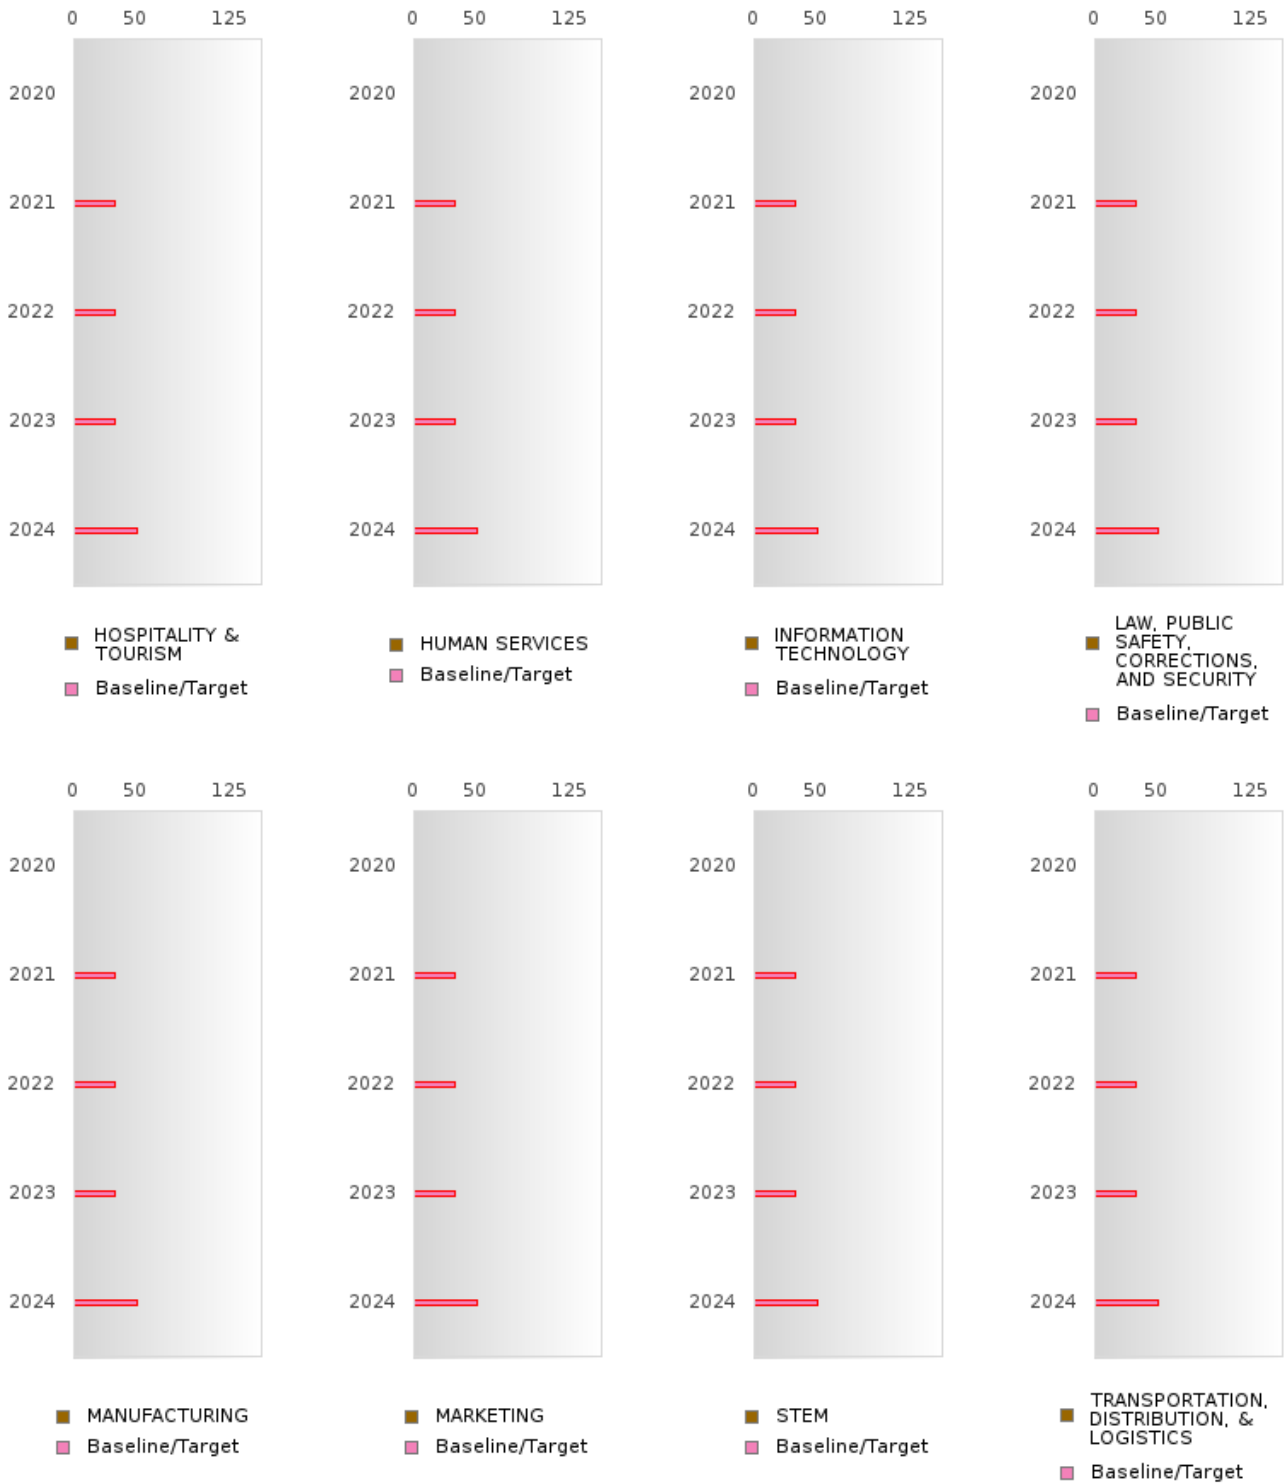 0 50 125
2020
2021
2022
2023
2024
HOSPITALITY &
TOURISM
Baseline/Target
0 50 125
2020
2021
2022
2023
2024
HUMAN SERVICES
Baseline/Target
0 50 125
2020
2021
2022
2023
2024
INFORMATION
TECHNOLOGY
Baseline/Target
0 50 125
2020
2021
2022
2023
2024
LAW, PUBLIC
SAFETY,
CORRECTIONS,
AND SECURITY
Baseline/Target
0 50 125
2020
2021
2022
2023
2024
MANUFACTURING
Baseline/Target
0 50 125
2020
2021
2022
2023
2024
MARKETING
Baseline/Target
0 50 125
2020
2021
2022
2023
2024
STEM
Baseline/Target
0 50 125
2020
2021
2022
2023
2024
TRANSPORTATION,
DISTRIBUTION, &
LOGISTICS
Baseline/Target